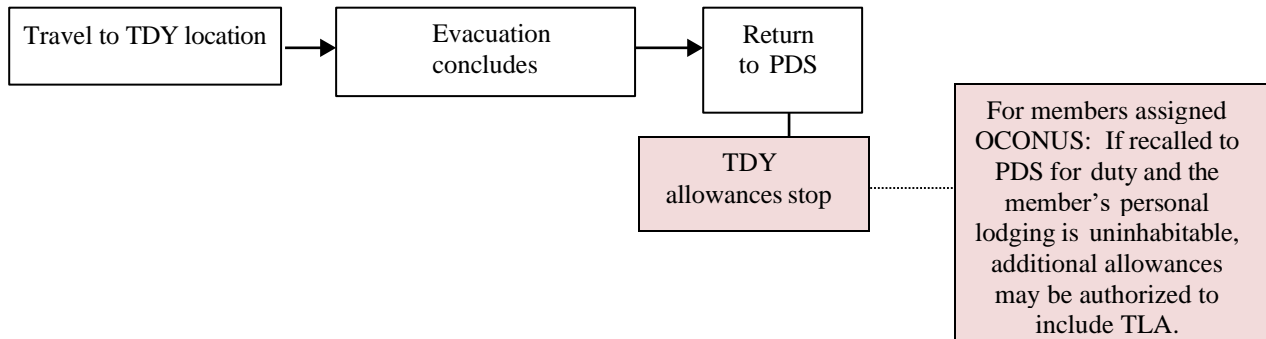 Travel to TDY location
Evacuation
concludes
Return
to PDS
TDY
allowances stop
For members assigned
OCONUS: If recalled to
PDS for duty and the
member's personal
lodging is uninhabitable,
additional allowances
may be authorized to
include TLA.